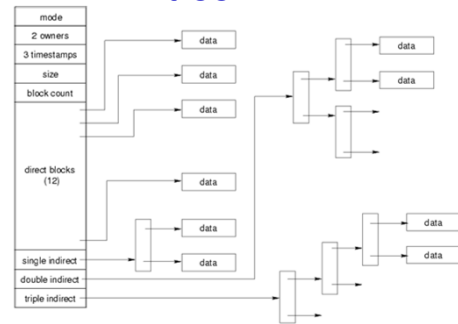 mode
2 owners
3 timestamps
size
block count
direct blocks
(12)
single indirect
double indirect
triple indirect
data
data
data
data
data
data
data
data
data
data